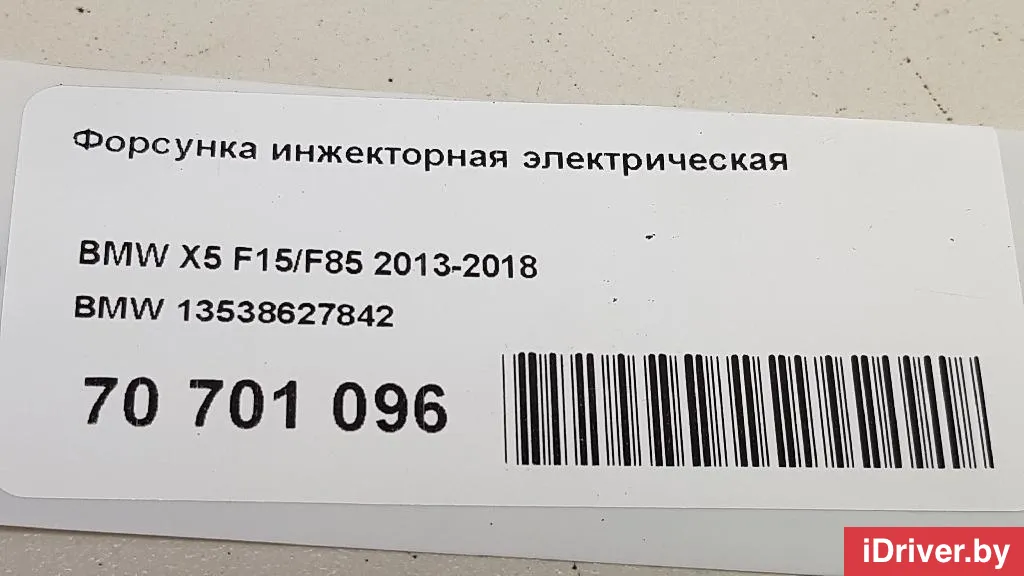 Форсунка инжекторная электрическая
BMW X5 F15/F85 2013-2018
BMW 13538627842
70 701 096
iDriver.by